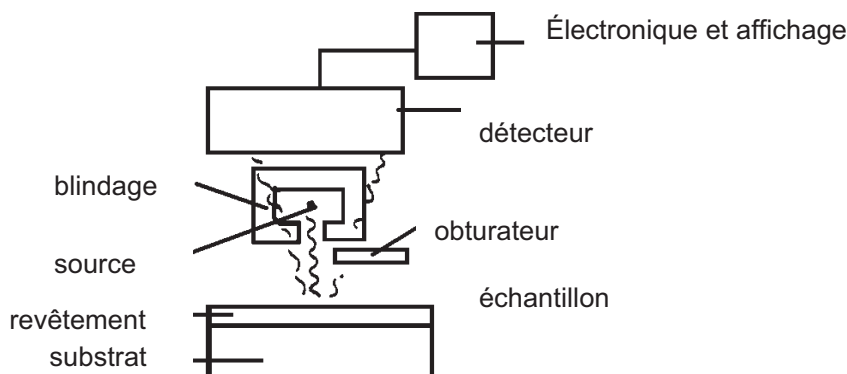 Électronique et affichage
détecteur
blindage
obturateur
source
échantillon
revêtement
substrat